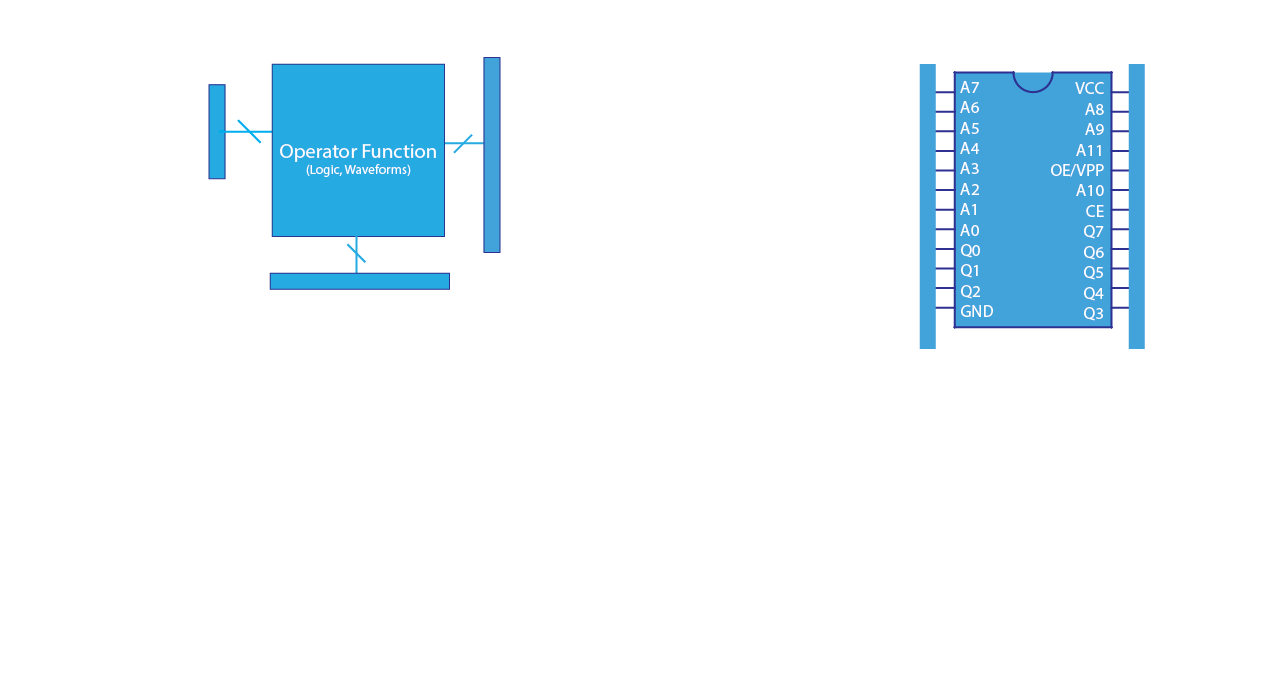 Operator Function
(Logic, Waveforms)
A7
A6
A5
A4
A3
A2
A1
A0
Q0
Q1
Q2
GND
VCC
A8
A9
A11
OE/VPP
A10
CE
Q7
Q6
Q5
Q4
Q3